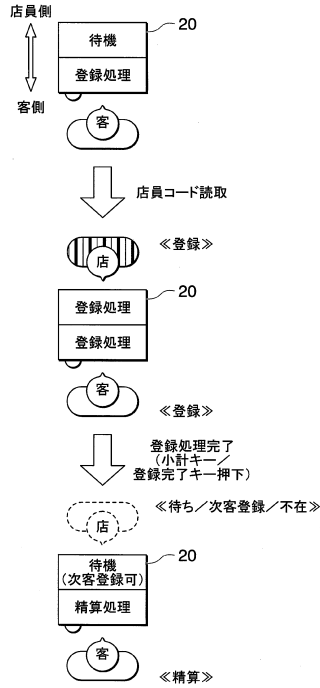 店員側
客側
20
待機
登録処理
客
店員コード読取
≪登録≫
店
20
登録処理
登録処理
客
≪登録≫
登録処理完了
(小計キー/
登録完了キー押下)
≪待ち/次客登録/不在≫
店
20
待機
(次客登録可)
精算処理
客
≪精算≫